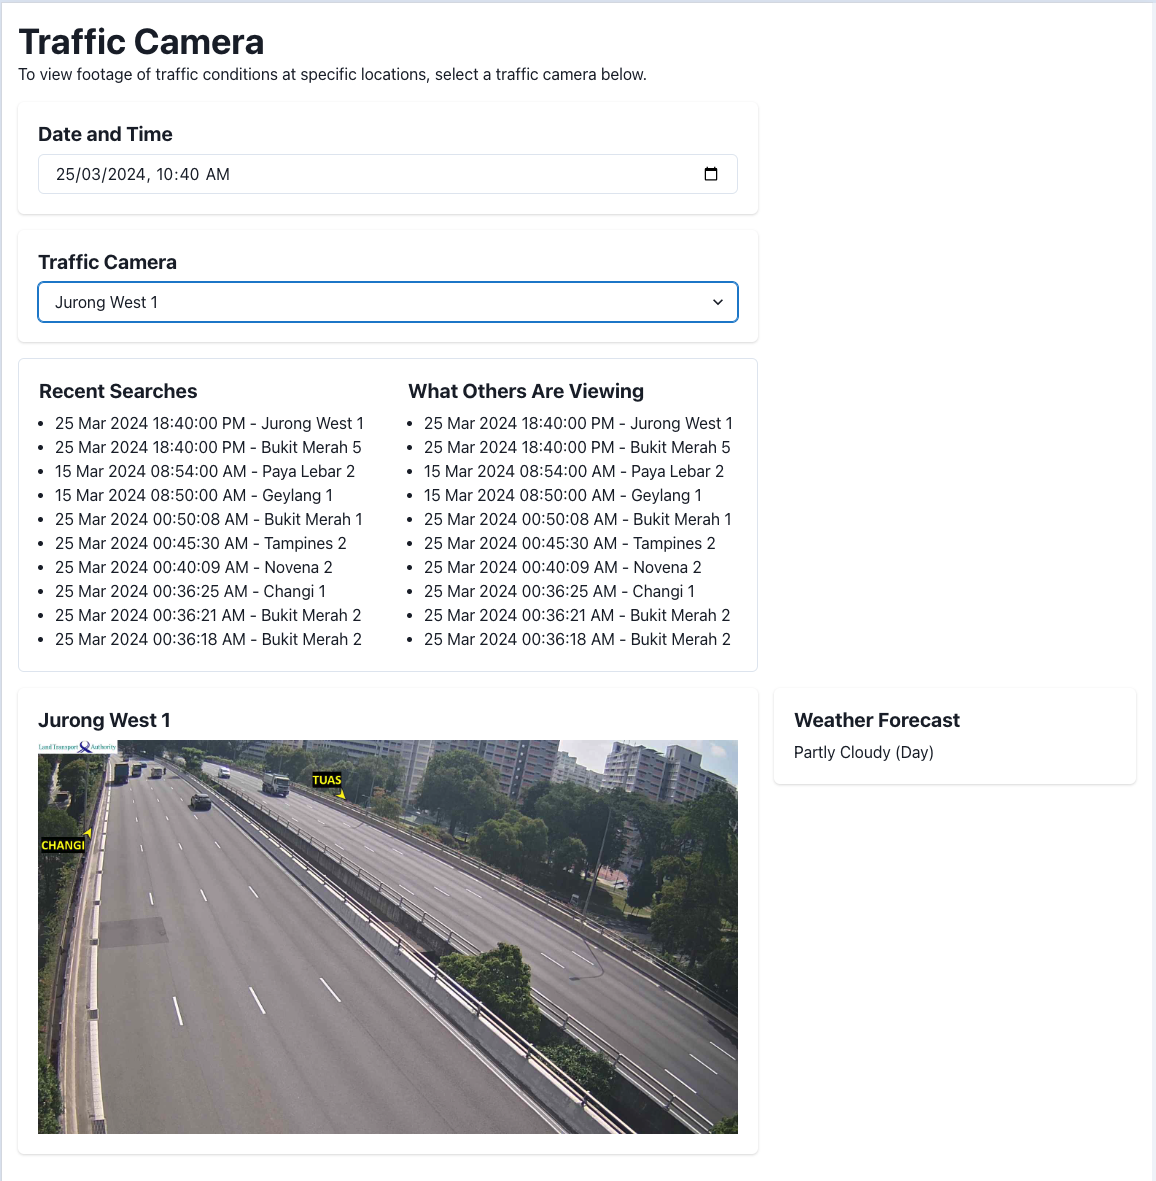 Traffic Camera
To view footage of traffic conditions at specific locations, select a traffic camera below.
Date and Time
25/03/2024, 10:40 AM
Traffic Camera
Jurong West 1
Recent Searches
25 Mar 2024 18:40:00 PM - Jurong West 1
25 Mar 2024 18:40:00 PM - Bukit Merah 5
15 Mar 2024 08:54:00 AM - Paya Lebar 2
15 Mar 2024 08:50:00 AM - Geylang 1
25 Mar 2024 00:50:08 AM - Bukit Merah 1
25 Mar 2024 00:45:30 AM - Tampines 2
25 Mar 2024 00:40:09 AM - Novena 2
25 Mar 2024 00:36:25 AM - Changi 1
25 Mar 2024 00:36:21 AM - Bukit Merah 2
25 Mar 2024 00:36:18 AM - Bukit Merah 2
What Others Are Viewing
25 Mar 2024 18:40:00 PM - Jurong West 1
25 Mar 2024 18:40:00 PM - Bukit Merah 5
15 Mar 2024 08:54:00 AM - Paya Lebar 2
15 Mar 2024 08:50:00 AM - Geylang 1
25 Mar 2024 00:50:08 AM - Bukit Merah 1
25 Mar 2024 00:45:30 AM - Tampines 2
25 Mar 2024 00:40:09 AM - Novena 2
25 Mar 2024 00:36:25 AM - Changi 1
25 Mar 2024 00:36:21 AM - Bukit Merah 2
25 Mar 2024 00:36:18 AM - Bukit Merah 2
Jurong West 1
Land Transport Authority
TUAS
CHANGI
Weather Forecast
Partly Cloudy (Day)